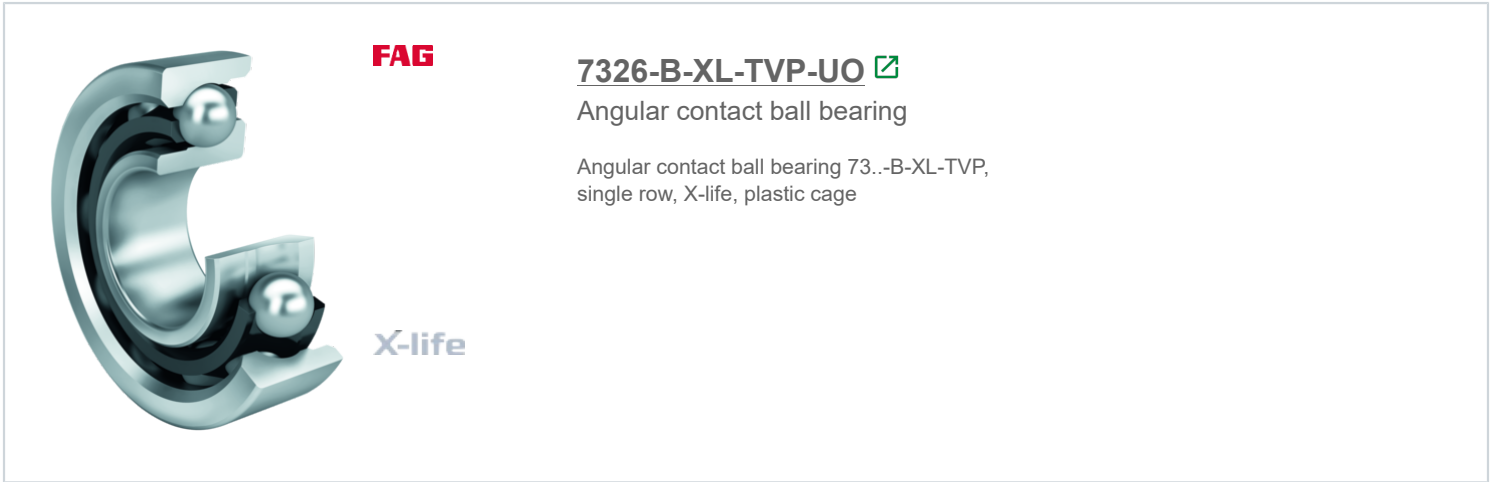 FAG
7326-B-XL-TVP-UO
Angular contact ball bearing
Angular contact ball bearing 73..-B-XL-TVP,
single row, X-life, plastic cage
X-life